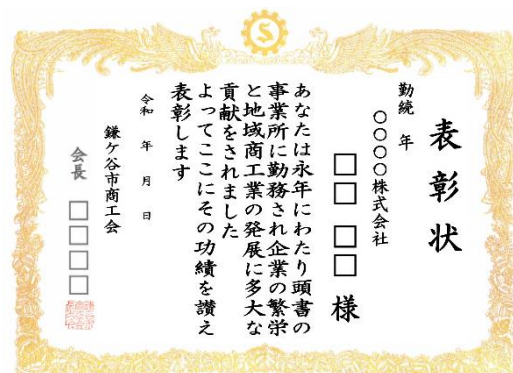 表彰状
勤続 年
〇〇〇〇株式会社
□□ □□ 様
あなたは永年にわたり頭書の
事業所に勤務され企業の繁栄
と地域商工業の発展に多大な
貢献をされました
よってここにその功績を讃え
表彰します
令和 年 月 日
鎌ケ谷市商工会
会長 □□□□